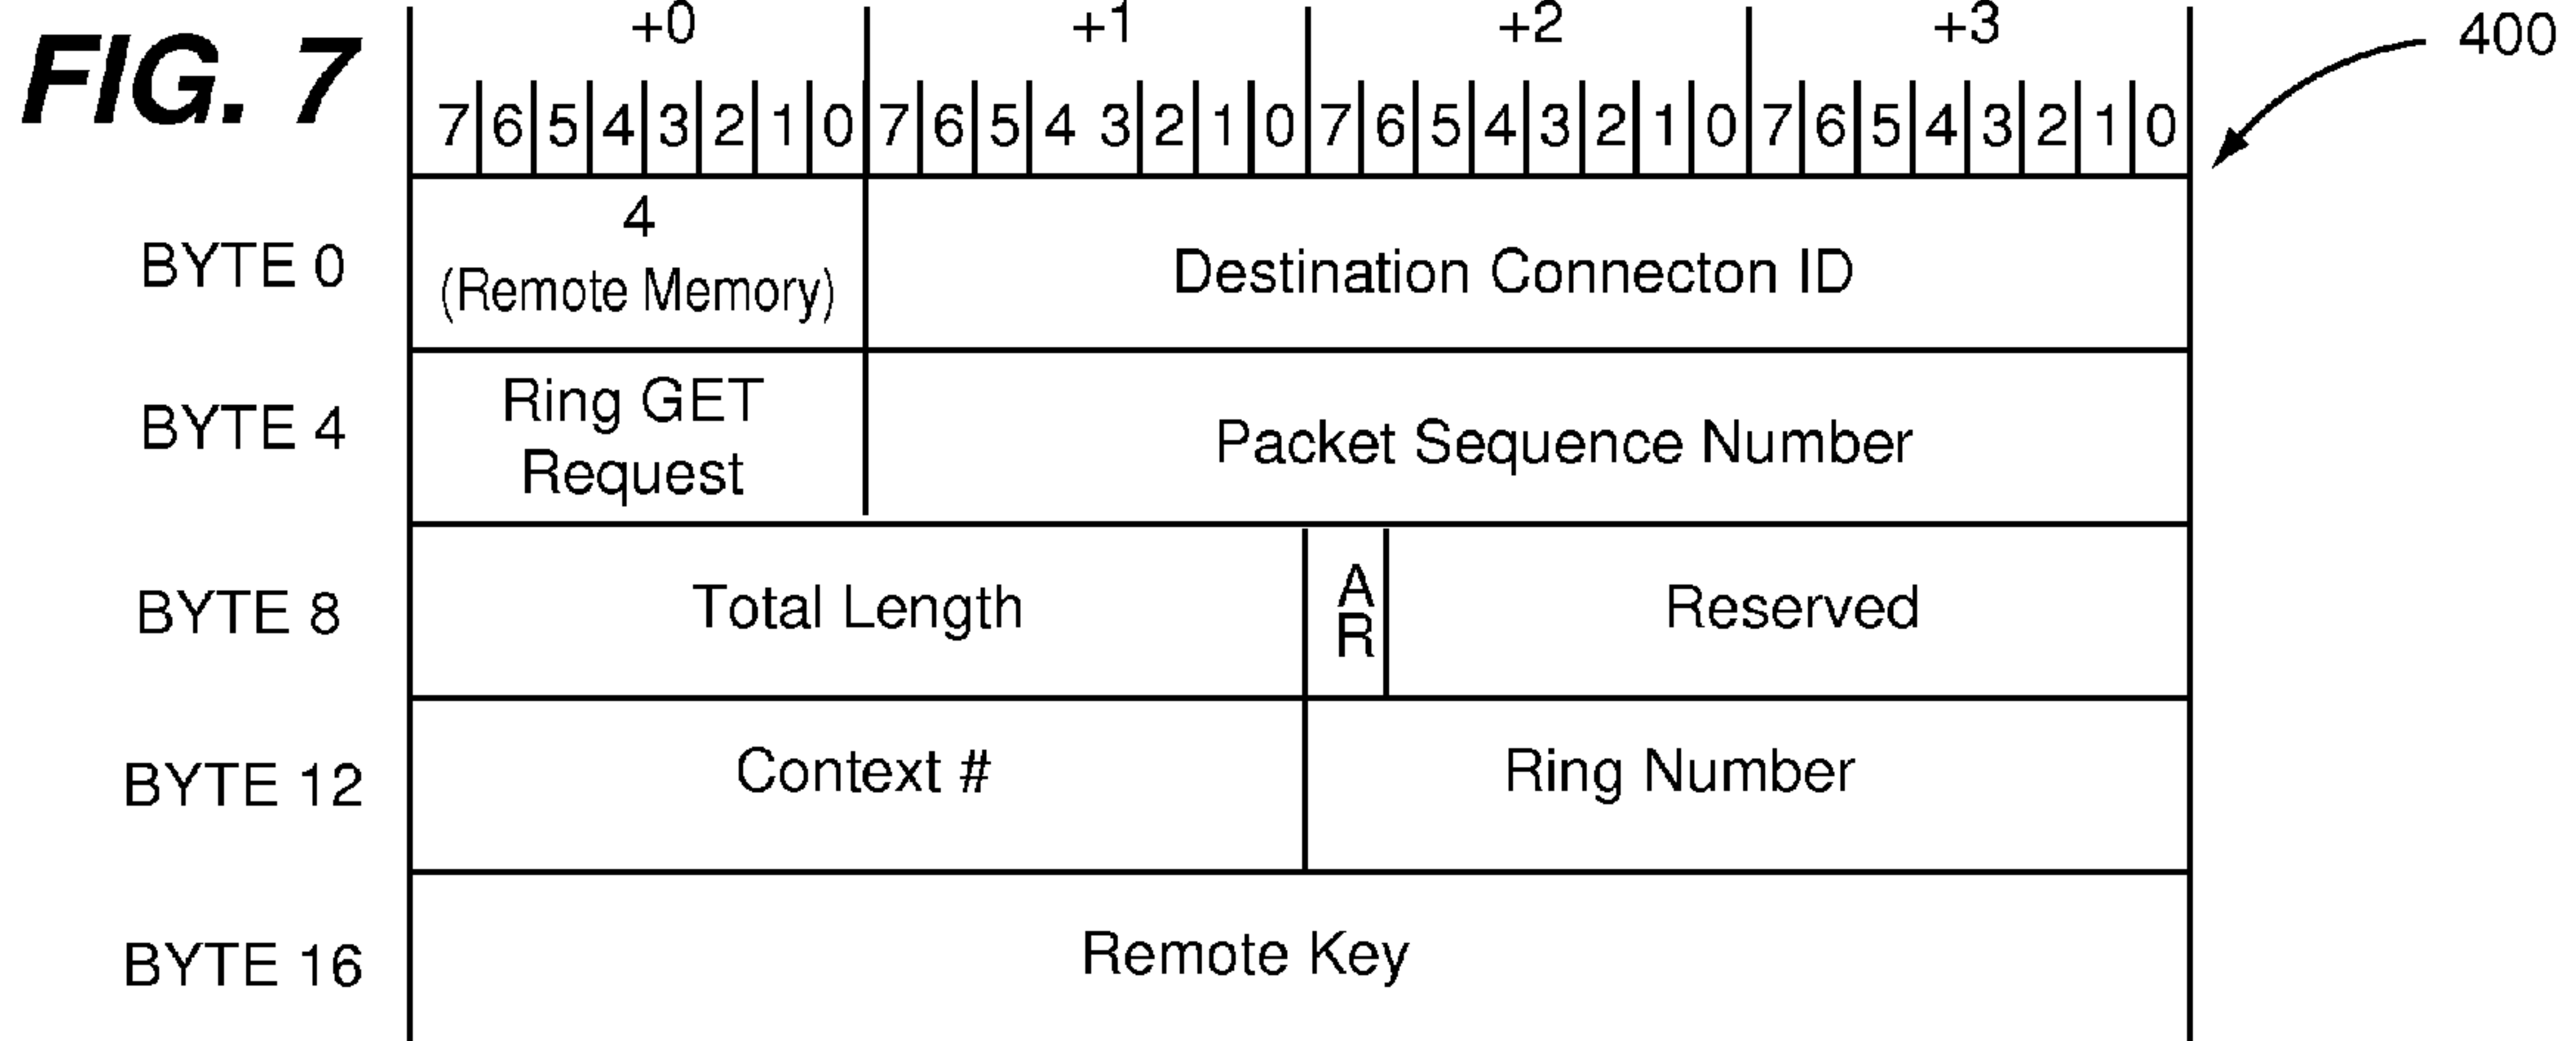 FIG. 7
+0 +1 +2 +3
400
7 6 5 4 3 2 1 0 7 6 5 4 3 2 1 0 7 6 5 4 3 2 1 0 7 6 5 4 3 2 1 0
BYTE 0
4
(Remote Memory)
Destination Connecton ID
BYTE 4
Ring GET
Request
Packet Sequence Number
BYTE 8
Total Length
A
R
Reserved
BYTE 12
Context #
Ring Number
BYTE 16
Remote Key